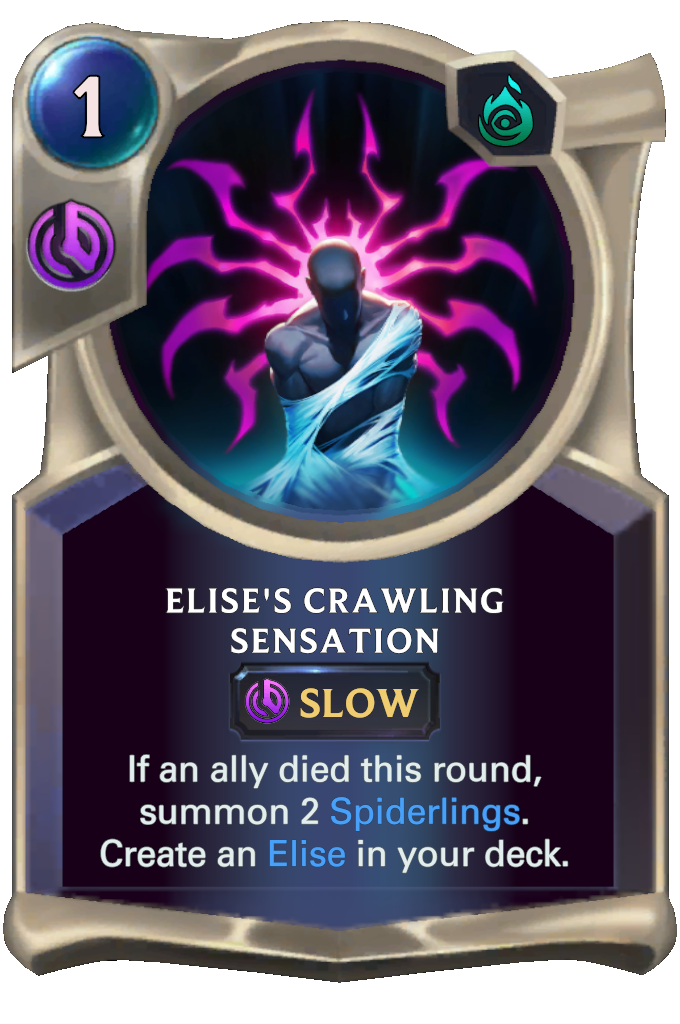 1
ELISE'S CRAWLING
SENSATION
SLOW
If an ally died this round,
summon 2 Spiderlings.
Create an Elise in your deck.